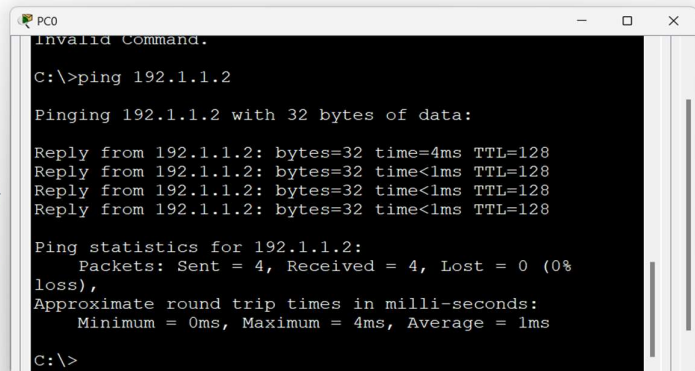 PC0
Invalid Command.
C:\>ping 192.1.1.2
Pinging 192.1.1.2 with 32 bytes of data:
Reply from 192.1.1.2: bytes=32 time=4ms TTL=128
Reply from 192.1.1.2: bytes=32 time<1ms TTL=128
Reply from 192.1.1.2: bytes=32 time<1ms TTL=128
Reply from 192.1.1.2: bytes=32 time<1ms TTL=128
Ping statistics for 192.1.1.2:
    Packets: Sent = 4, Received = 4, Lost = 0 (0%
loss),
Approximate round trip times in milli-seconds:
    Minimum = 0ms, Maximum = 4ms, Average = 1ms
C:\>